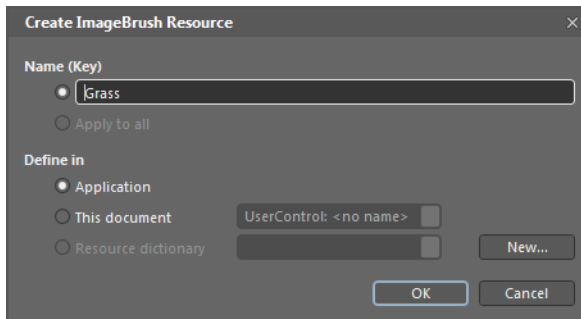 Create ImageBrush Resource
Name (Key)
Grass
Apply to all
Define in
Application
This document UserControl: <no name>
Resource dictionary New...
OK Cancel